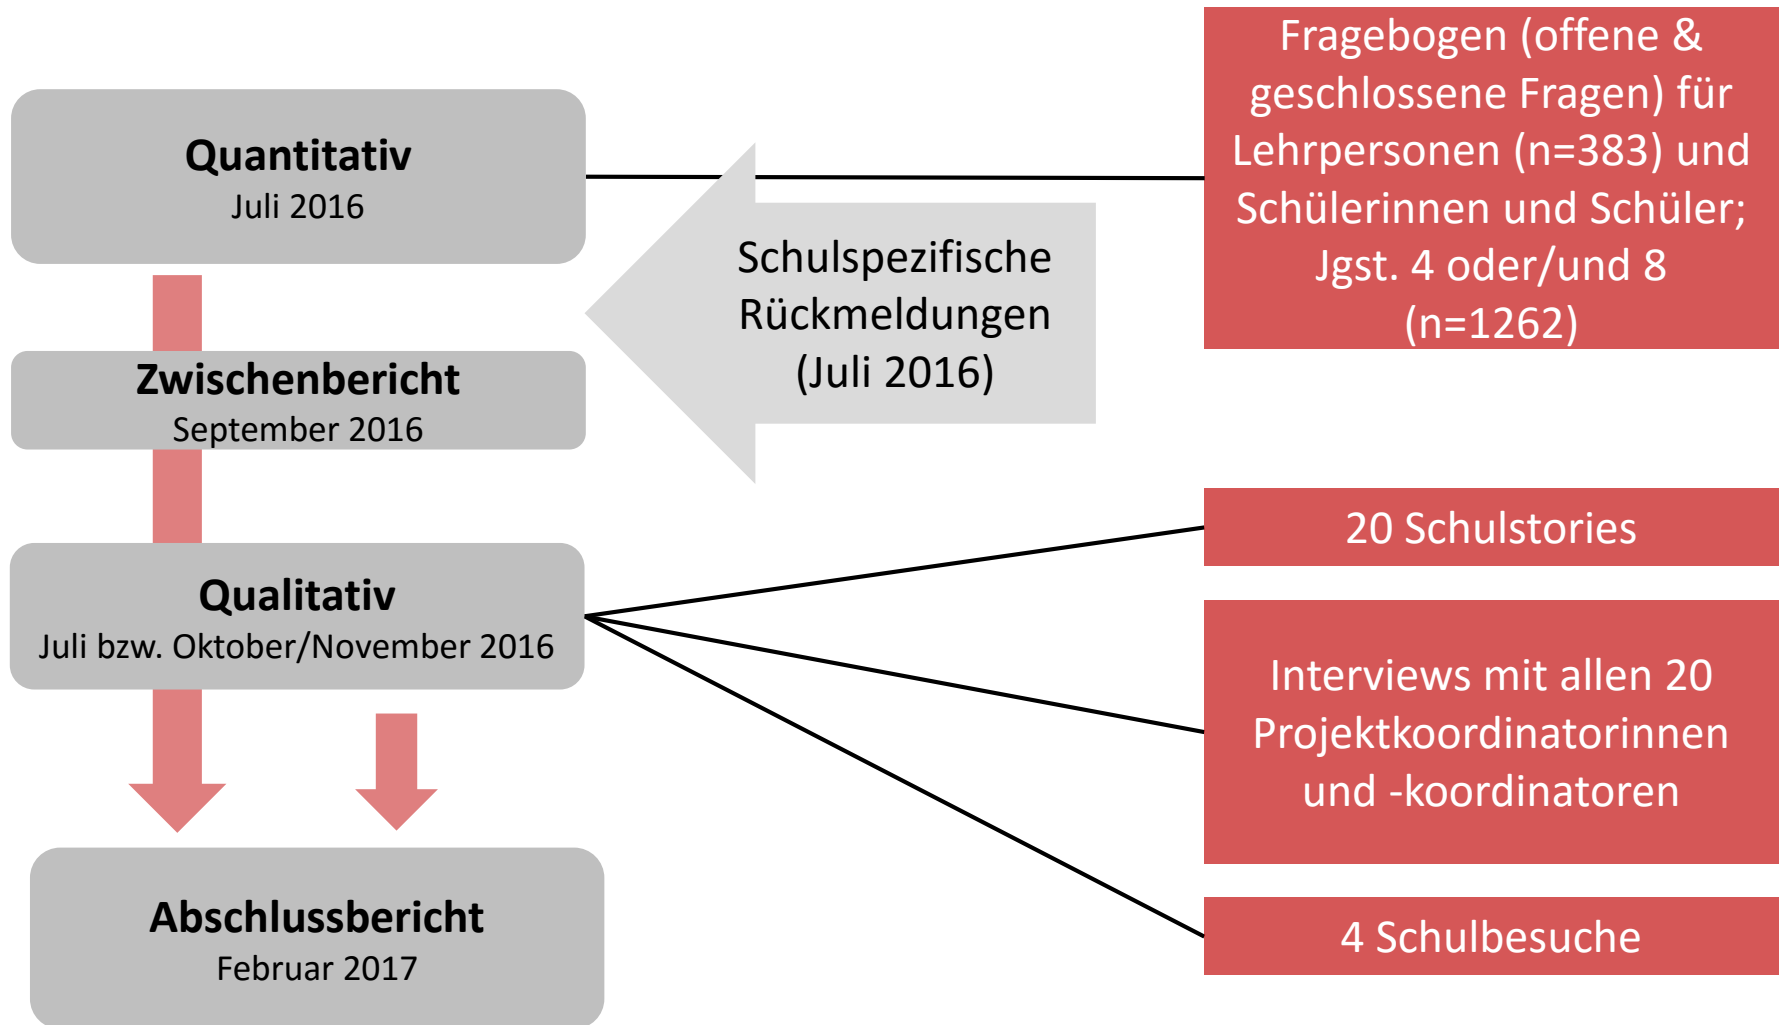 Quantitativ
Juli 2016
Fragebogen (offene &
geschlossene Fragen) für
Lehrpersonen (n=383) und
Schülerinnen und Schüler;
Jgst. 4 oder/und 8
(n=1262)
Schulspezifische
Rückmeldungen
(Juli 2016)
Zwischenbericht
September 2016
Qualitativ
Juli bzw. Oktober/November 2016
20 Schulstories
Interviews mit allen 20
Projektkoordinatorinnen
und -koordinatoren
4 Schulbesuche
Abschlussbericht
Februar 2017